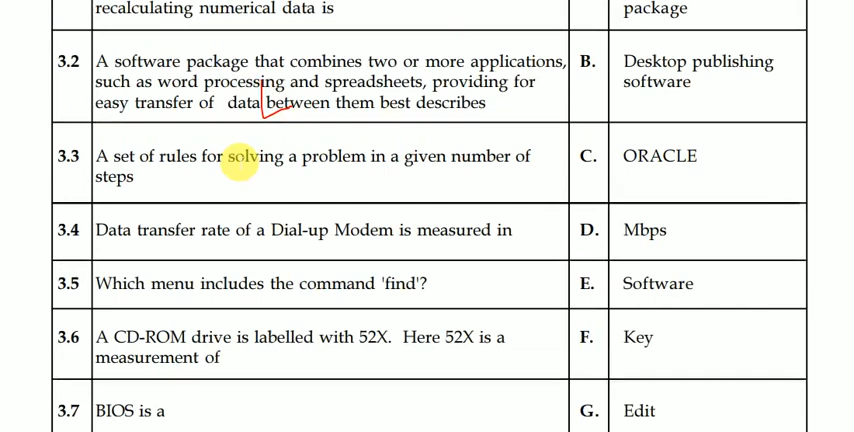 recalculating numerical data is package
3.2 A software package that combines two or more applications, B. Desktop publishing
such as word processing and spreadsheets, providing for software
easy transfer of data between them best describes
3.3 A set of rules for solving a problem in a given number of C. ORACLE
steps
3.4 Data transfer rate of a Dial-up Modem is measured in D. Mbps
3.5 Which menu includes the command 'find'? E. Software
3.6 A CD-ROM drive is labelled with 52X. Here 52X is a F. Key
measurement of
3.7 BIOS is a G. Edit